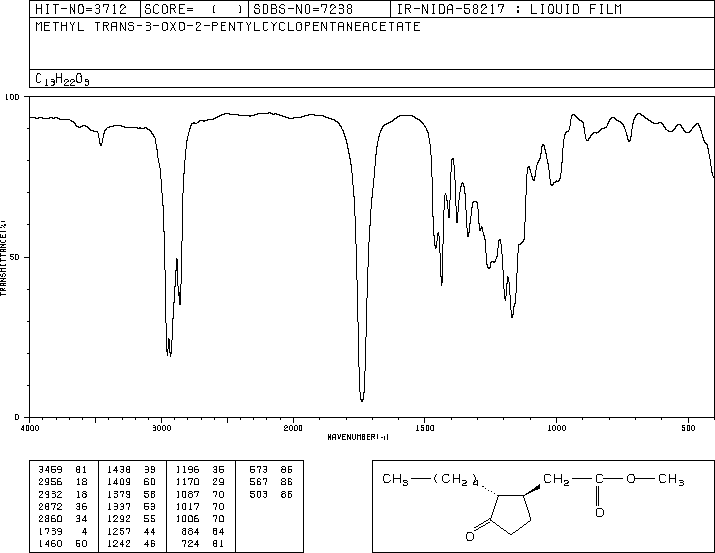 HIT-NO=3712 SCORE= ( ) SDBS-NO=7238 IR-NIDA-58217 : LIQUID FILM
METHYL TRANS-3-OXO-2-PENTYLCYCLOPENTANEACETATE
C13H22O3
100
50
0
TRANSMITTANCE(%)
4000 3000 2000 1500 1000 500
WAVENUMBER(-1)
3469 81 1438 39 1196 35 673 86
2956 18 1409 60 1170 29 567 86
2932 18 1379 58 1087 70 503 86
2872 36 1337 53 1017 70
2860 34 1292 55 1006 70
1739 4 1257 44 884 84
1460 50 1242 46 724 81
CH3—(CH2)4 CH2—C—O—CH3
O
O